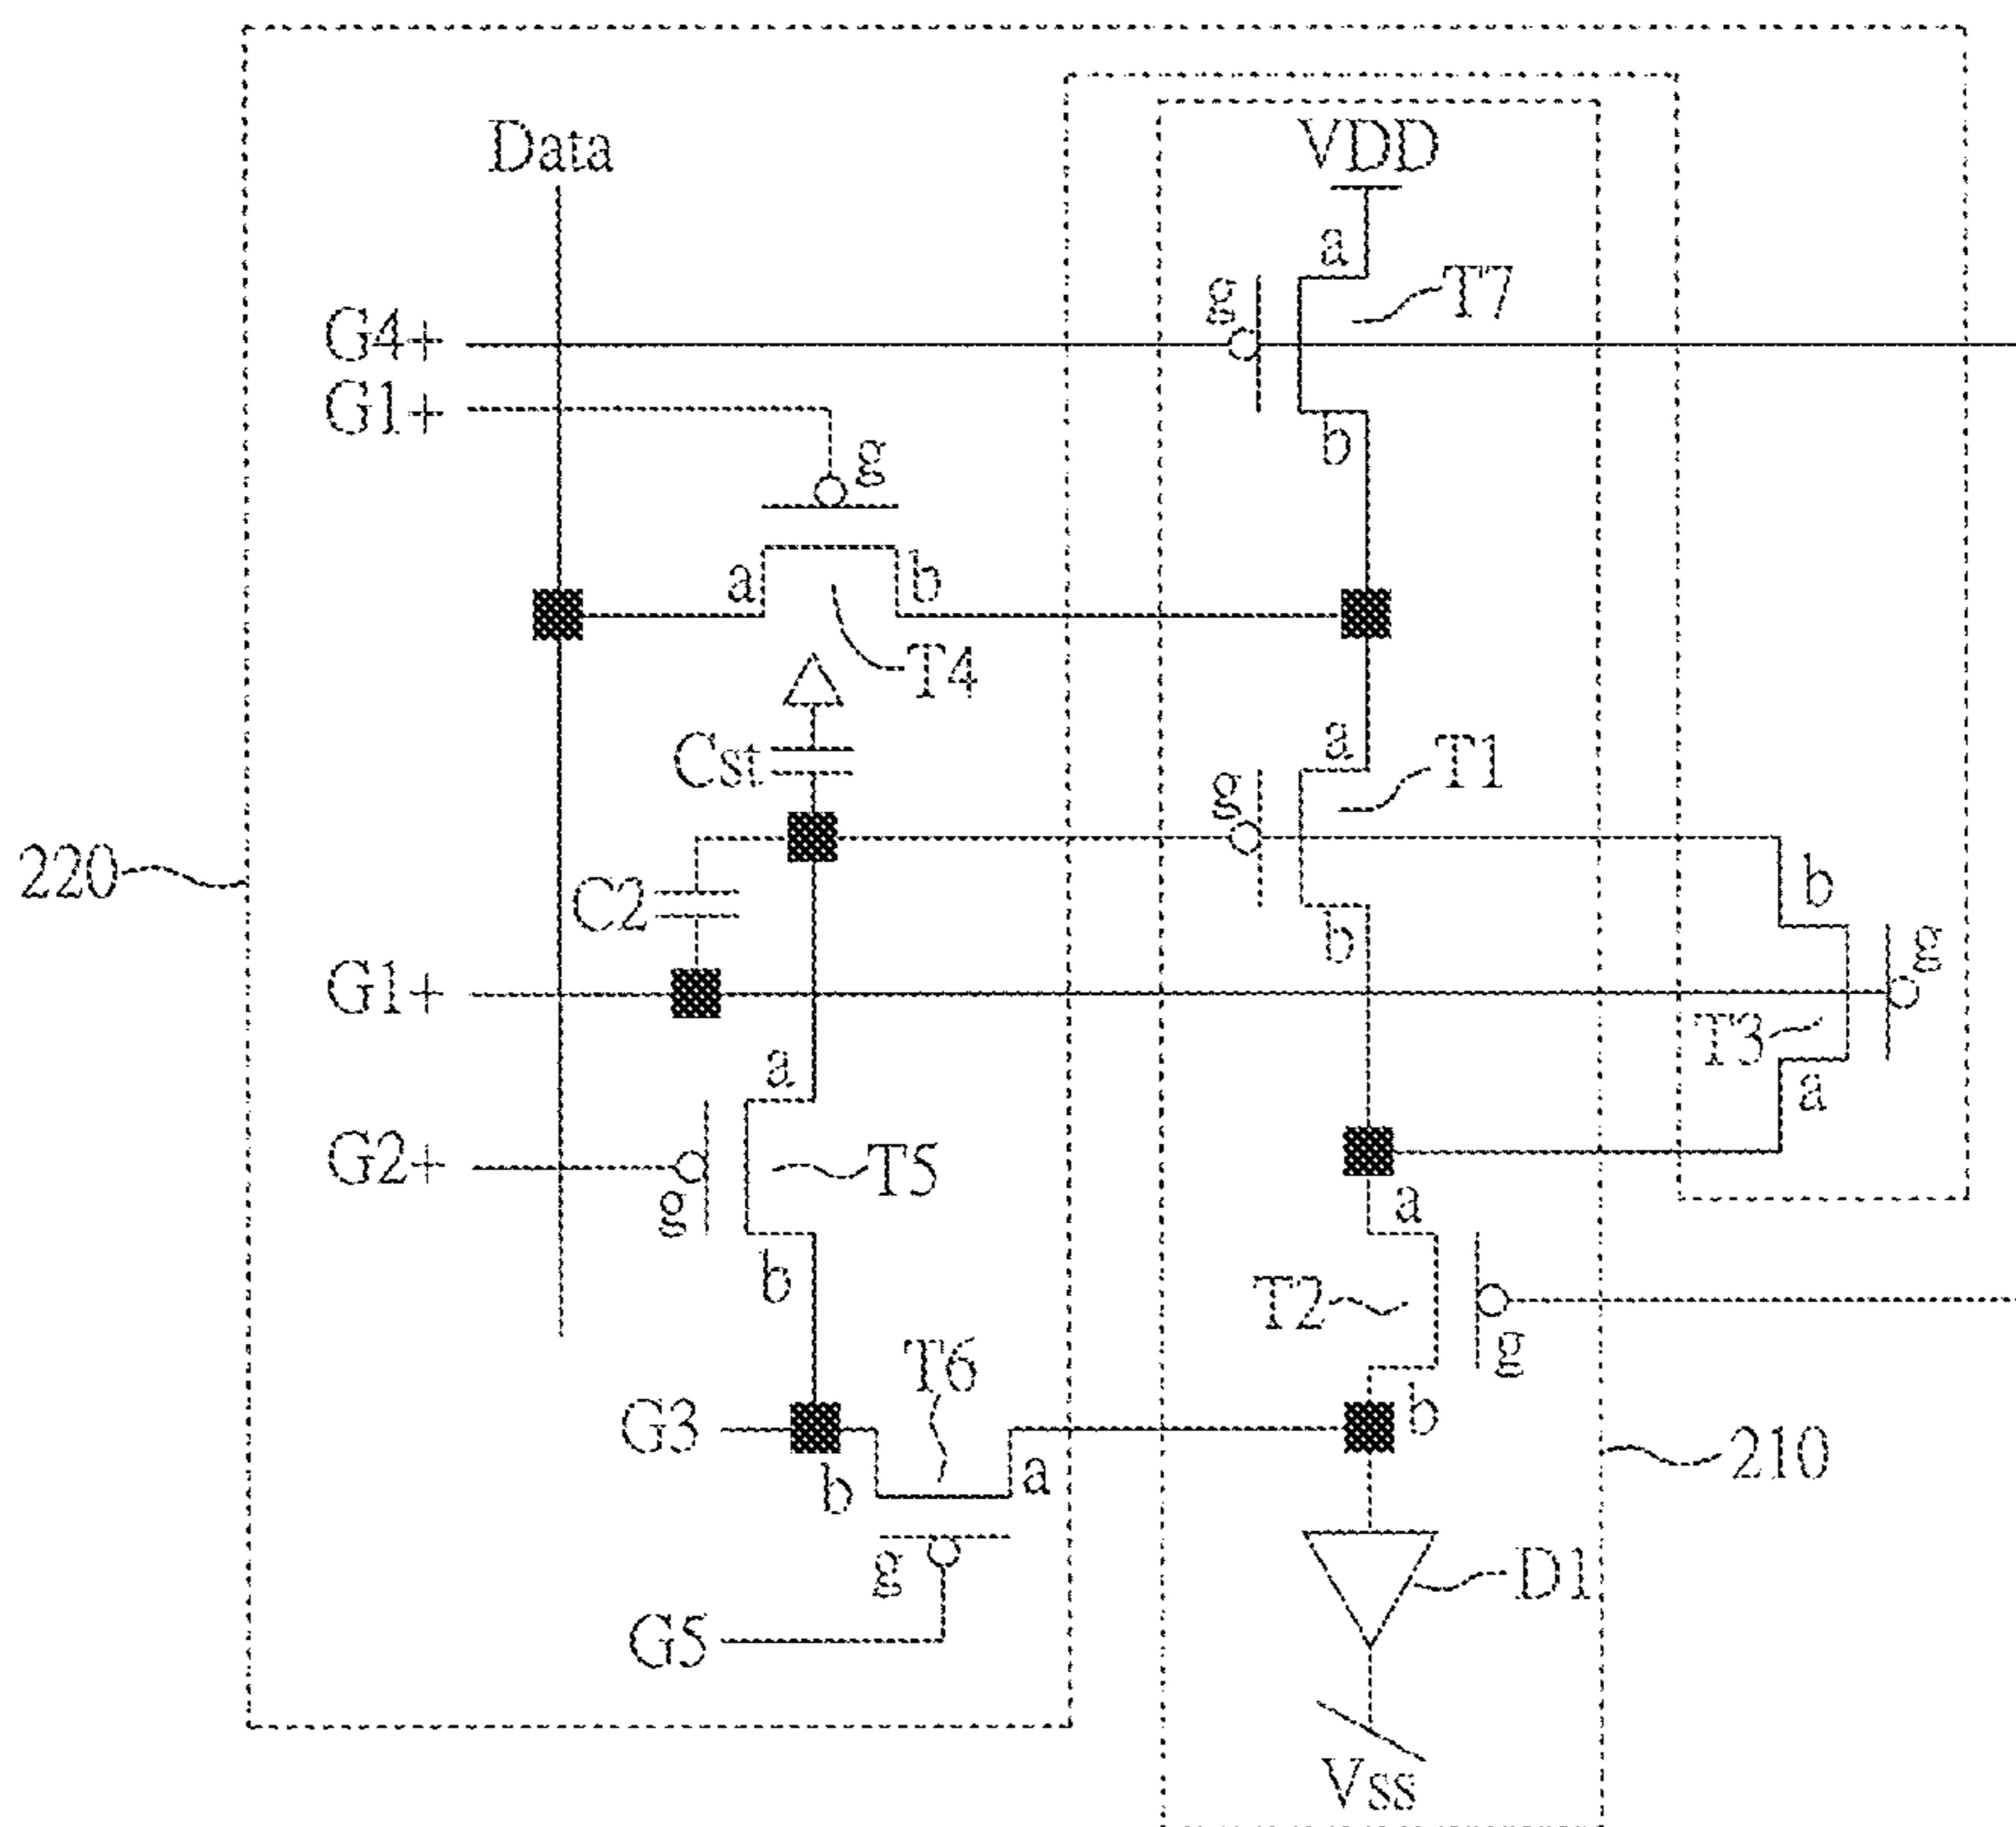 Data VDD
a
g T7
G4+
G1+ b
g
a b
T4
a
Cst T1
g
b
220 C2 g
b
G1+
T3
a a
G2+ T5
g a
b T2
g
T6
G3 b
b a 210
g D1
G5
Vss